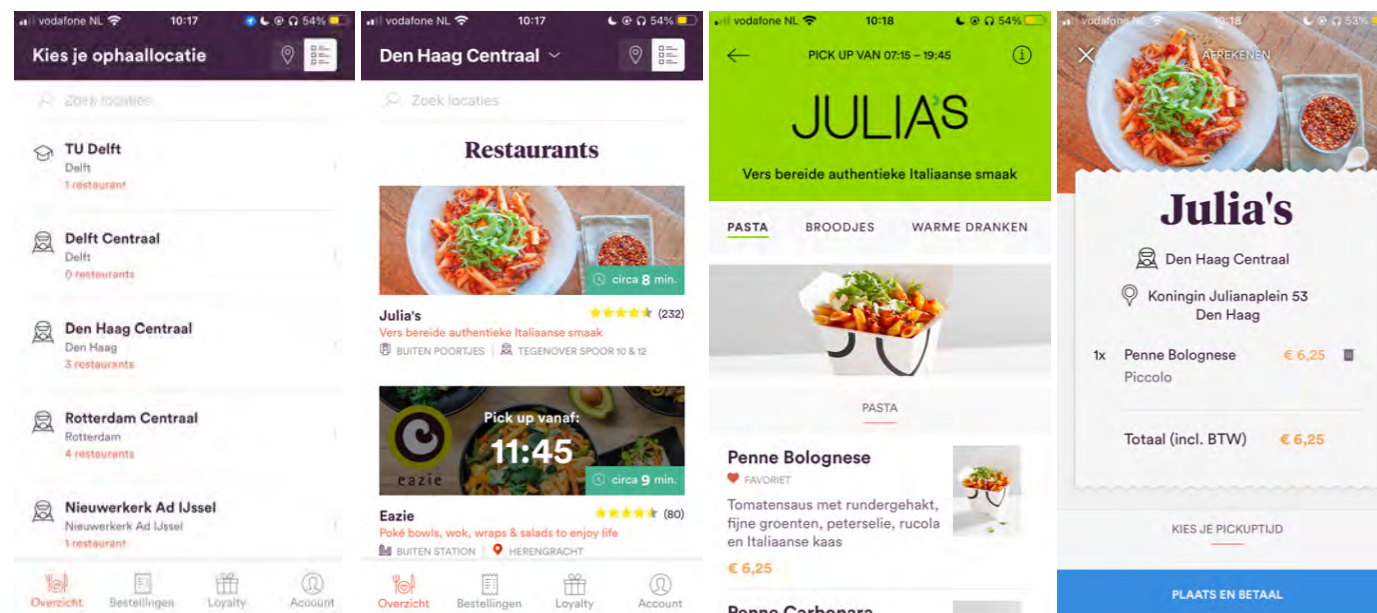 vodafone NL 10:17 54%
Kies je ophaallocatie
Zoek locaties
TU Delft
Delft
1 restaurant
Delft Centraal
Delft
0 restaurants
Den Haag Centraal
Den Haag
3 restaurants
Rotterdam Centraal
Rotterdam
4 restaurants
Nieuwerkerk Ad IJssel
Nieuwerkerk Ad IJssel
1 restaurant
Overzicht Bestellingen Loyalty Account
vodafone NL 10:17 54%
Den Haag Centraal
Zoek locaties
Restaurants
circa 8 min.
Julia's (232)
Vers bereide authentieke Italiaanse smaak
BUITEN POORTJES TEGENOVER SPOOR 10 & 12
Pick up vanaf:
11:45
eazie
circa 9 min.
Eazie (80)
Poké bowls, wok, wraps & salads to enjoy life
BUITEN STATION HERENGRACHT
Overzicht Bestellingen Loyalty Account
vodafone NL 10:18 54%
PICK UP VAN 07:15 – 19:45
JULIA'S
Vers bereide authentieke Italiaanse smaak
PASTA BROODJES WARME DRANKEN
PASTA
Penne Bolognese
FAVORIET
Tomatensaus met rundergehakt,
fijne groenten, peterselie, rucola
en Italiaanse kaas
€ 6,25
Penne Carbonara
vodafone NL 10:18 53%
AFREKENEN
Julia's
Den Haag Centraal
Koningin Julianaplein 53
Den Haag
1x Penne Bolognese € 6,25
Piccolo
Totaal (incl. BTW) € 6,25
KIES JE PICKUPTIJD
PLAATS EN BETAAL